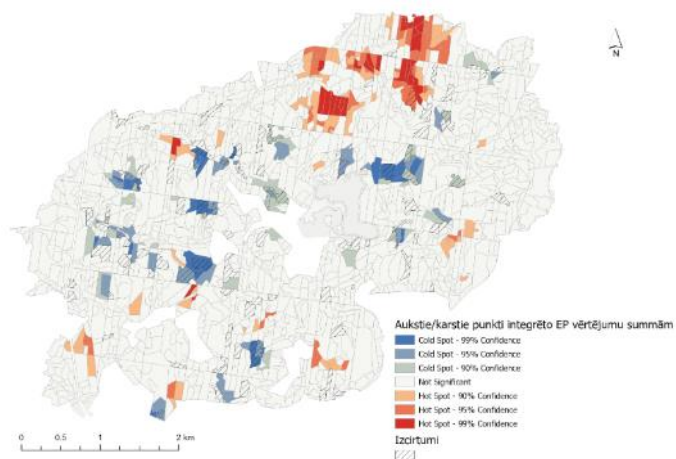 N
Aukstie/karstie punkti integrēto EP vērtējumu summām
Cold Spot - 99% Confidence
Cold Spot - 95% Confidence
Cold Spot - 90% Confidence
Not Significant
Hot Spot - 90% Confidence
Hot Spot - 95% Confidence
Hot Spot - 99% Confidence
Izcirtumi
0 0.5 1 2 km